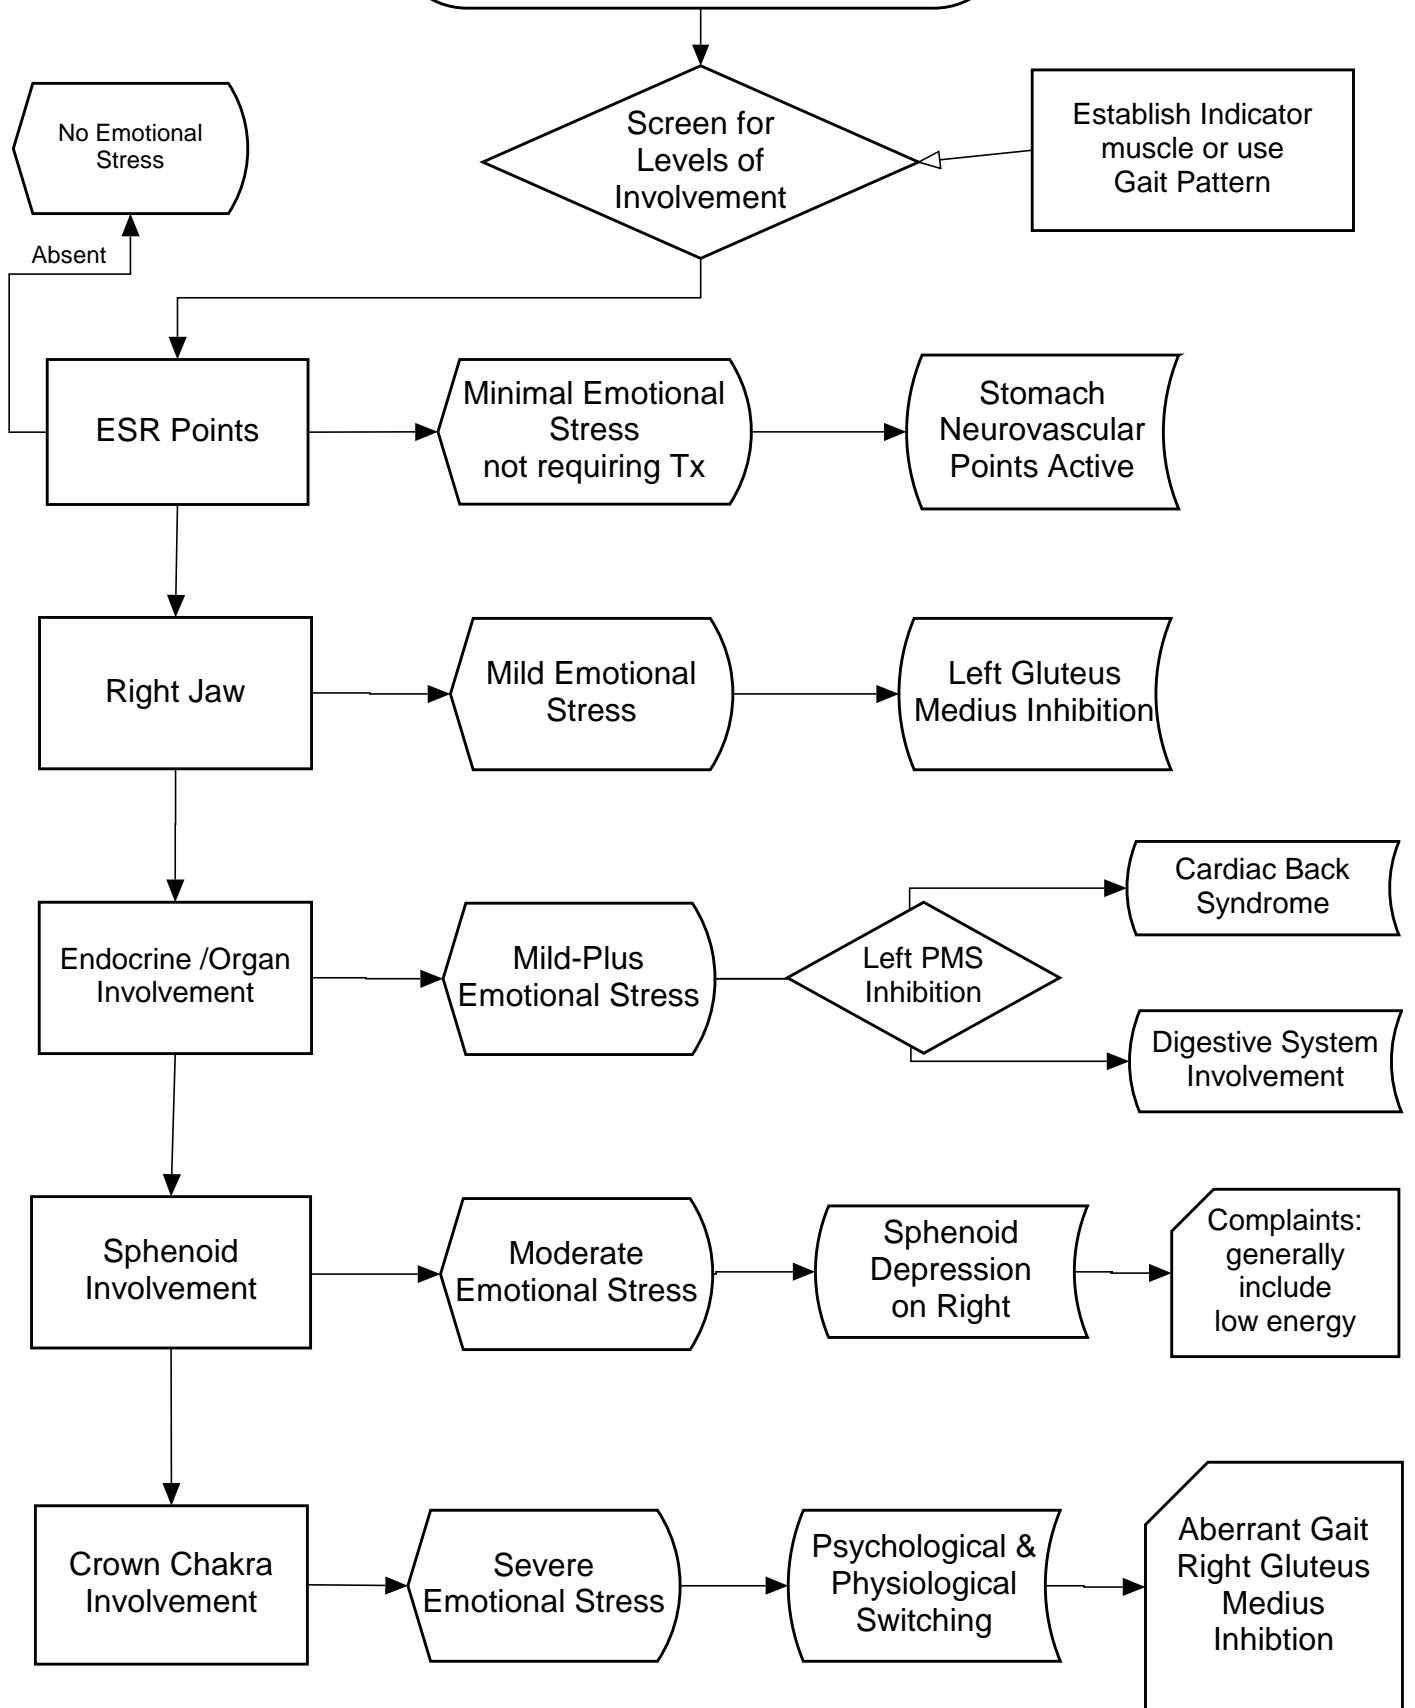 Screen for
Levels of
Involvement
Establish Indicator
muscle or use
Gait Pattern
No Emotional
Stress
Absent
ESR Points
Minimal Emotional
Stress
not requiring Tx
Stomach
Neurovascular
Points Active
Right Jaw
Mild Emotional
Stress
Left Gluteus
Medius Inhibition
Endocrine /Organ
Involvement
Mild-Plus
Emotional Stress
Left PMS
Inhibition
Cardiac Back
Syndrome
Digestive System
Involvement
Sphenoid
Involvement
Moderate
Emotional Stress
Sphenoid
Depression
on Right
Complaints:
generally
include
low energy
Crown Chakra
Involvement
Severe
Emotional Stress
Psychological &
Physiological
Switching
Aberrant Gait
Right Gluteus
Medius
Inhibtion